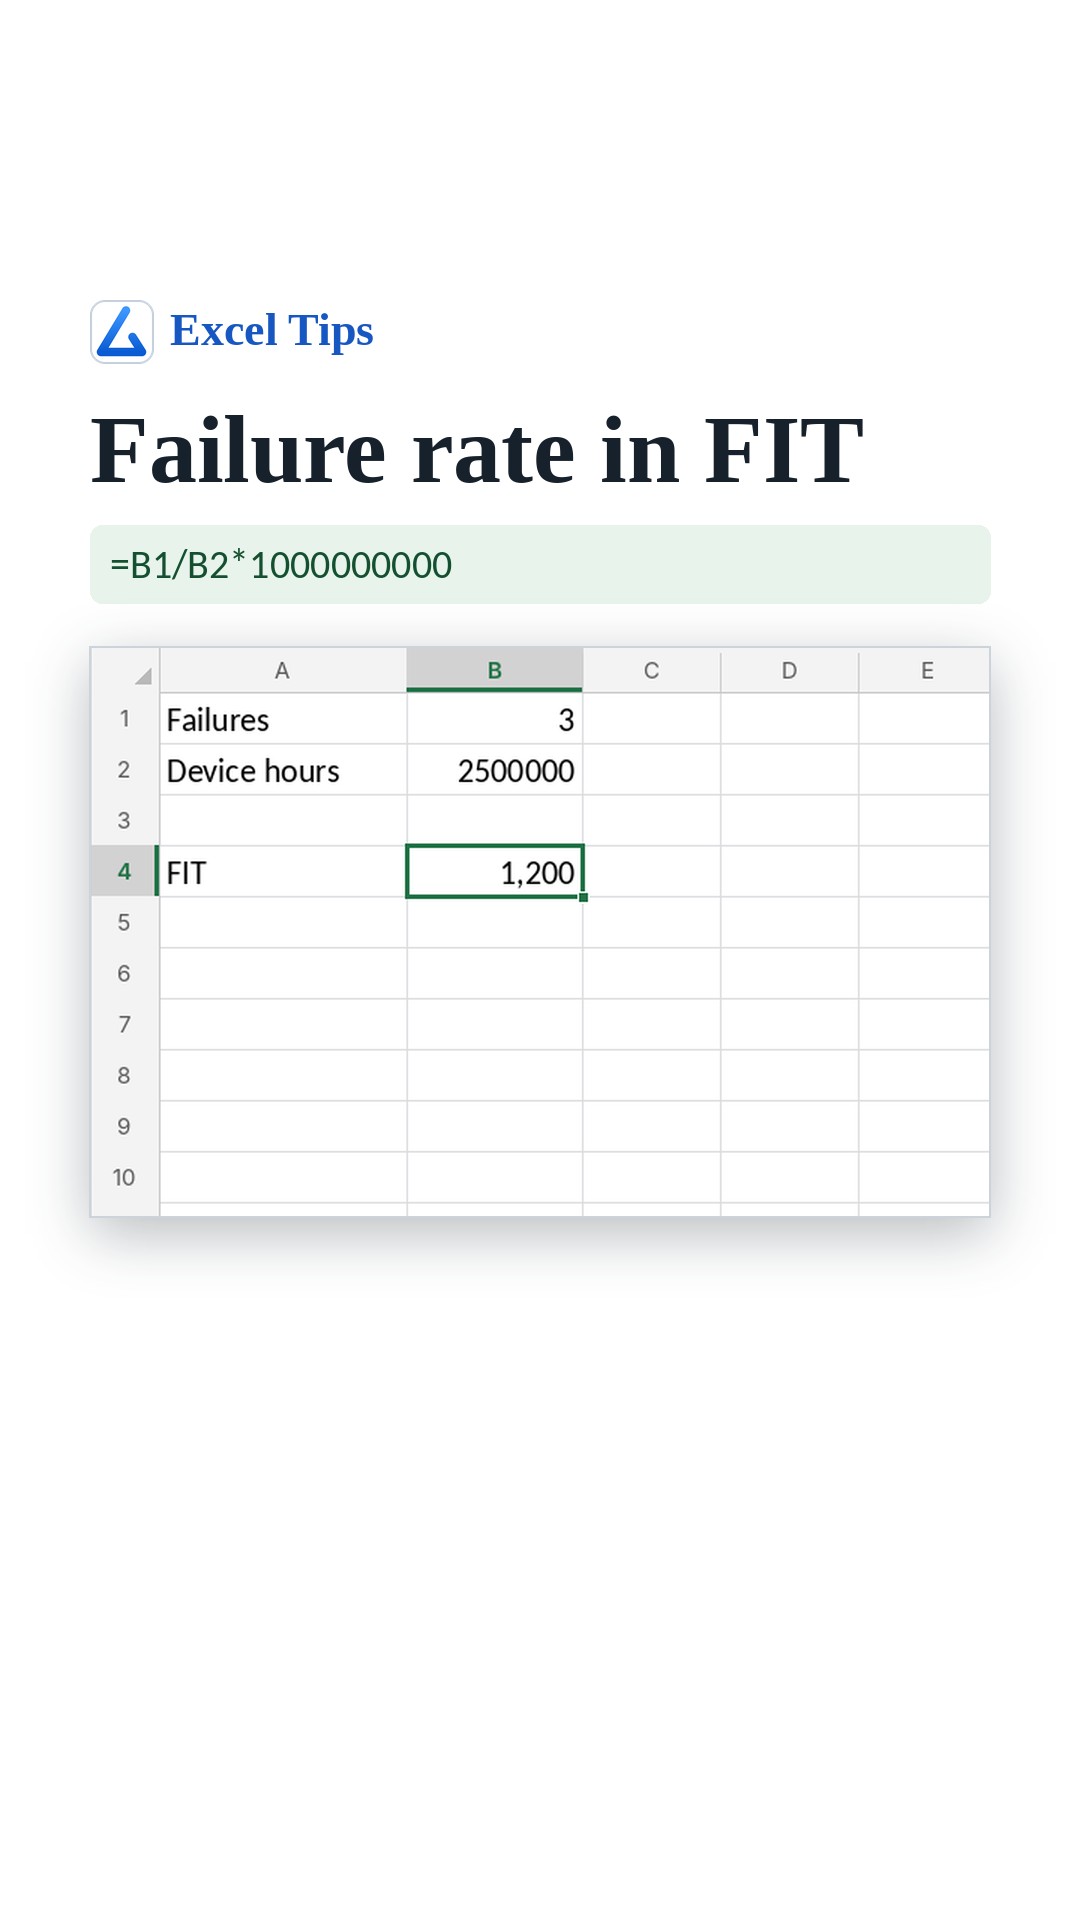 Excel Tips
Failure rate in FIT
=B1/B2*1000000000
A B C D E
1 Failures 3
2 Device hours 2500000
3
4 FIT 1,200
5
6
7
8
9
10